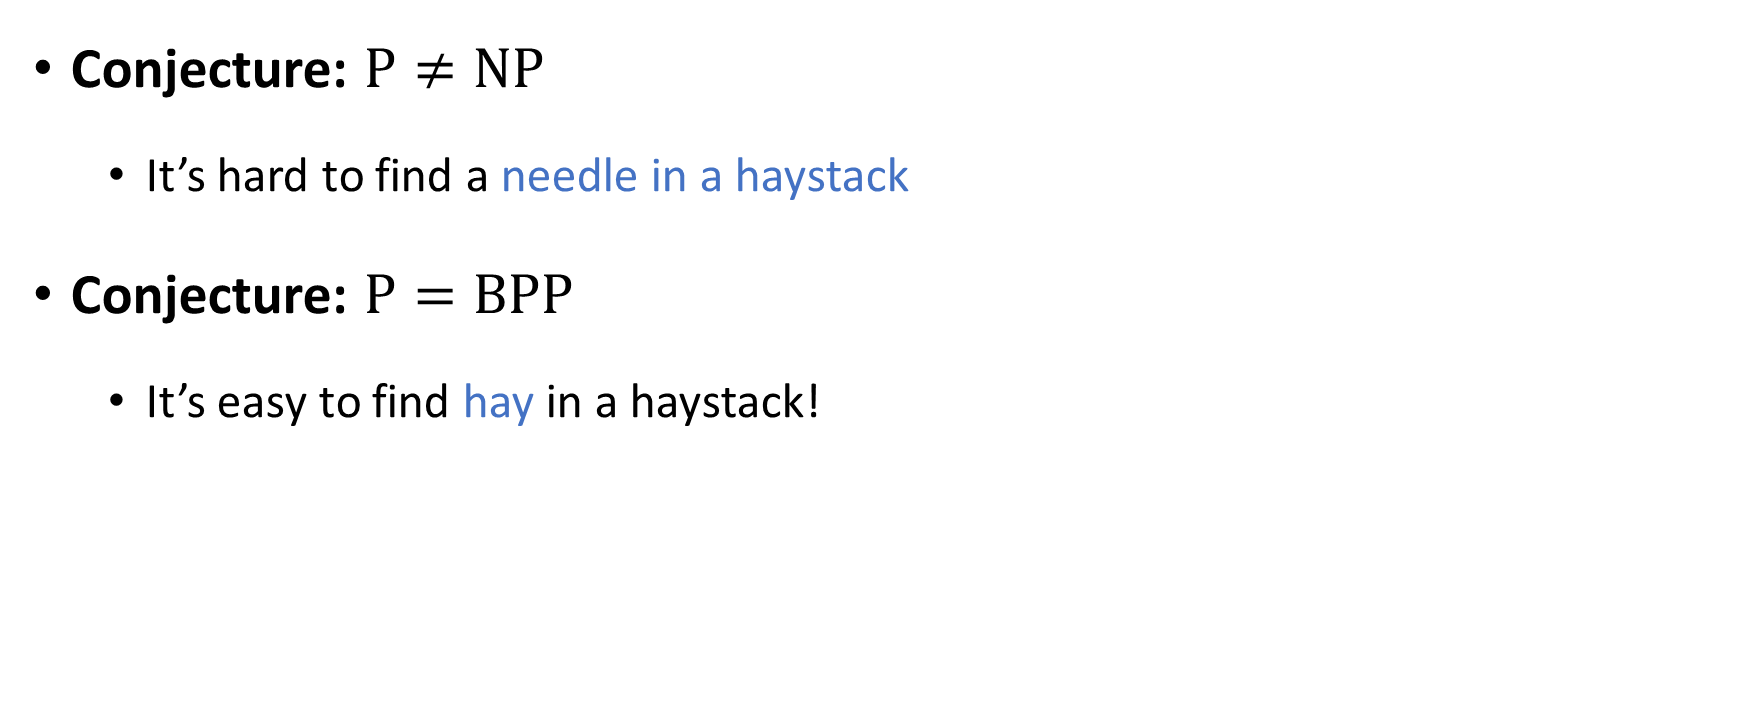 • Conjecture: P ≠ NP
• It’s hard to find a needle in a haystack
• Conjecture: P = BPP
• It’s easy to find hay in a haystack!